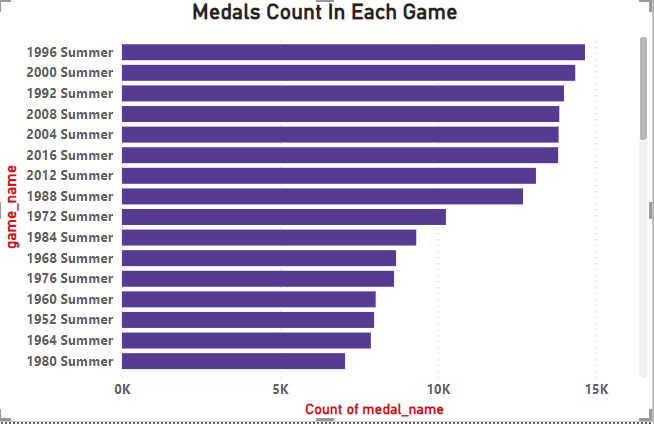 Medals Count In Each Game
game_name
1996 Summer
2000 Summer
1992 Summer
2008 Summer
2004 Summer
2016 Summer
2012 Summer
1988 Summer
1972 Summer
1984 Summer
1968 Summer
1976 Summer
1960 Summer
1952 Summer
1964 Summer
1980 Summer
0K 5K 10K 15K
Count of medal_name